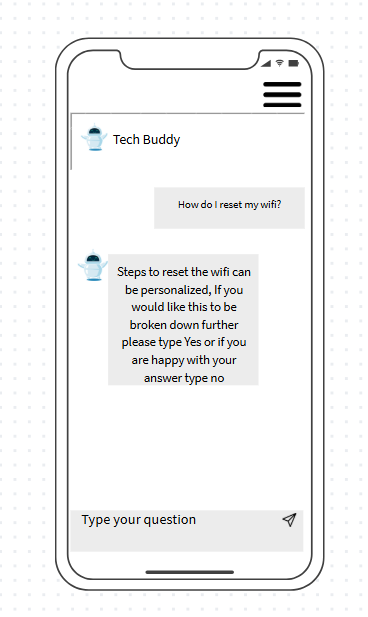 Tech Buddy
How do I reset my wifi?
Steps to reset the wifi can
be personalized, If you
would like this to be
broken down further
please type Yes or if you
are happy with your
answer type no
Type your question